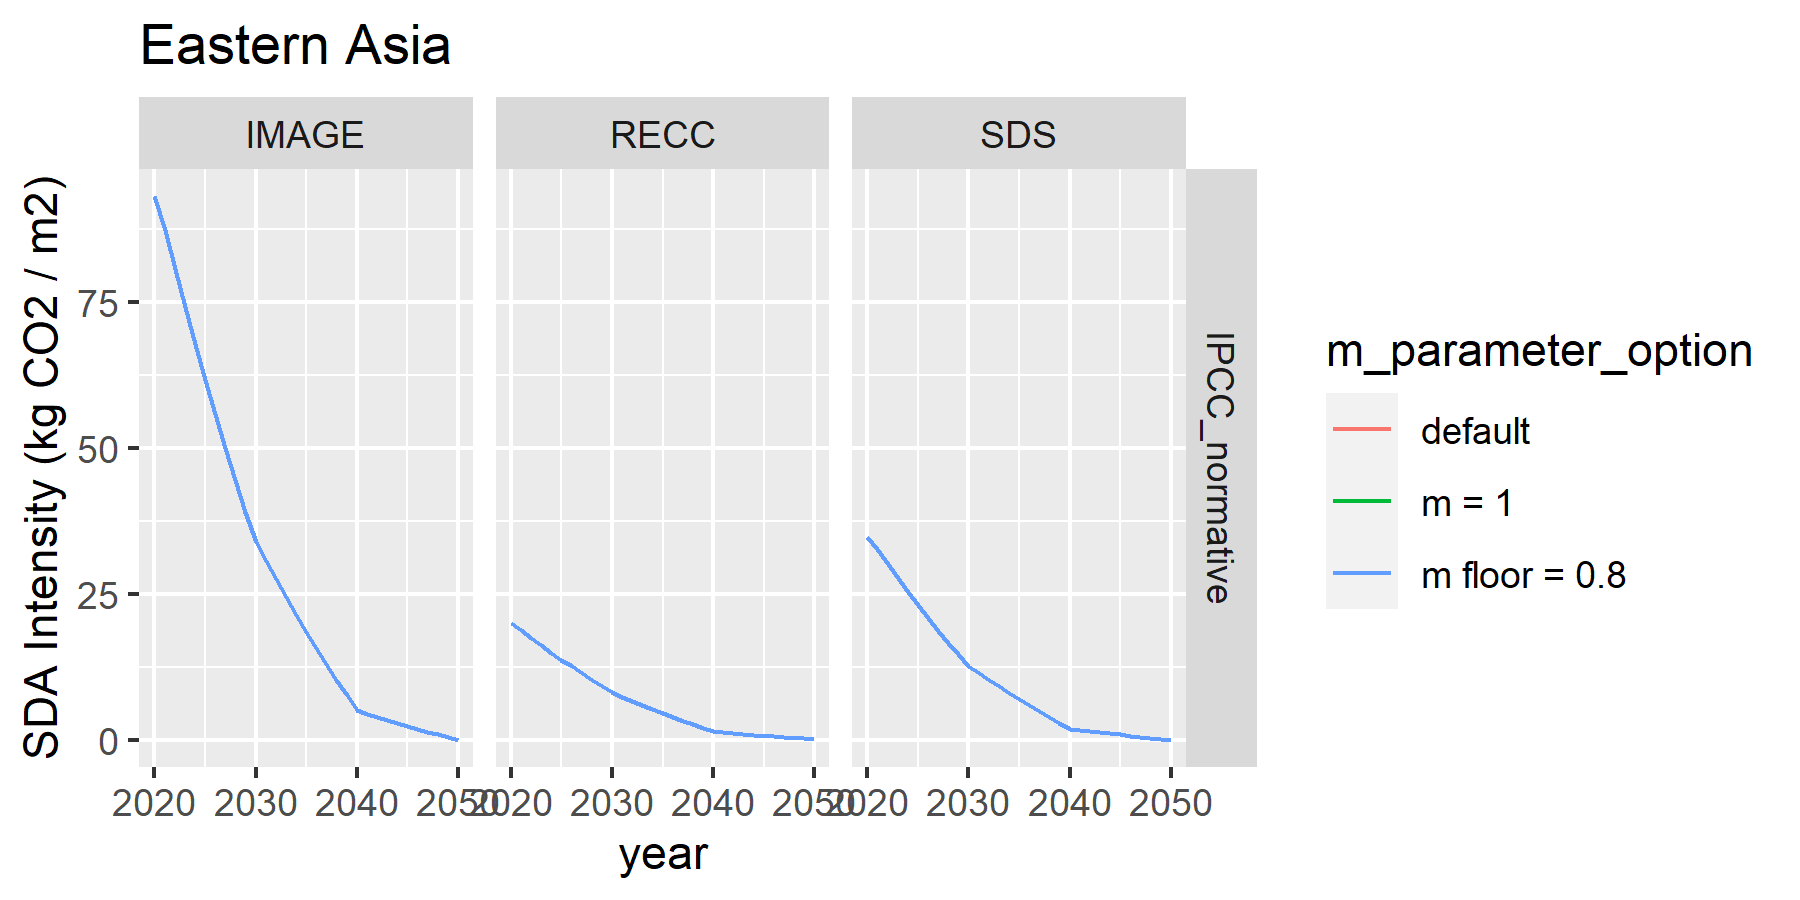 Eastern Asia
IMAGE
RECC
SDS
SDA Intensity (kg CO2 / m2)
75
50
25
0
2020 2030 2040 2050
2020 2030 2040 2050
2020 2030 2040 2050
year
IPCC_normative
m_parameter_option
default
m = 1
m floor = 0.8